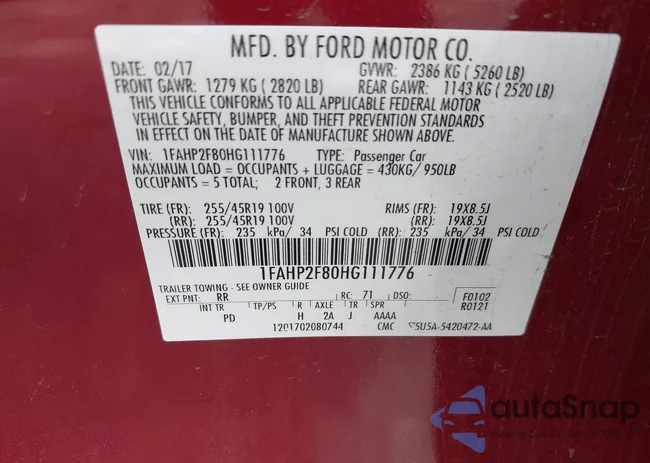 MFD. BY FORD MOTOR CO.
DATE: 02/17 GVWR: 2386 KG ( 5260 LB)
FRONT GAWR: 1279 KG ( 2820 LB) REAR GAWR: 1143 KG ( 2520 LB)
THIS VEHICLE CONFORMS TO ALL APPLICABLE FEDERAL MOTOR
VEHICLE SAFETY, BUMPER, AND THEFT PREVENTION STANDARDS
IN EFFECT ON THE DATE OF MANUFACTURE SHOWN ABOVE.
VIN: 1FAHP2F80HG111776 TYPE: Passenger Car
MAXIMUM LOAD = OCCUPANTS + LUGGAGE = 430KG/ 950LB
OCCUPANTS = 5 TOTAL; 2 FRONT, 3 REAR
TIRE (FR): 255/45R19 100V RIMS (FR): 19X8.5J
(RR): 255/45R19 100V (RR): 19X8.5J
PRESSURE (FR): 235 kPa/ 34 PSI COLD (RR): 235 kPa/ 34 PSI COLD
1FAHP2F80HG111776
TRAILER TOWING - SEE OWNER GUIDE
EXT PNT: RR RC: 71 DSO: F0102
INT TR TP/PS R AXLE TR SPR R0121
PD H 2A J AAAA
1201702080744 CMC 5U5A-5420472-AA
autoSnap